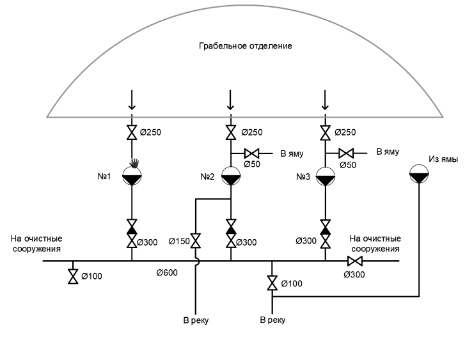 Грабельное отделение
Ø250
Ø250
Ø250
В яму
В яму
Ø50
Ø50
Из ямы
№1
№2
№3
На очистные
сооружения
Ø300
Ø150
Ø300
Ø300
На очистные
сооружения
Ø100
Ø600
Ø100
Ø300
В реку
В реку